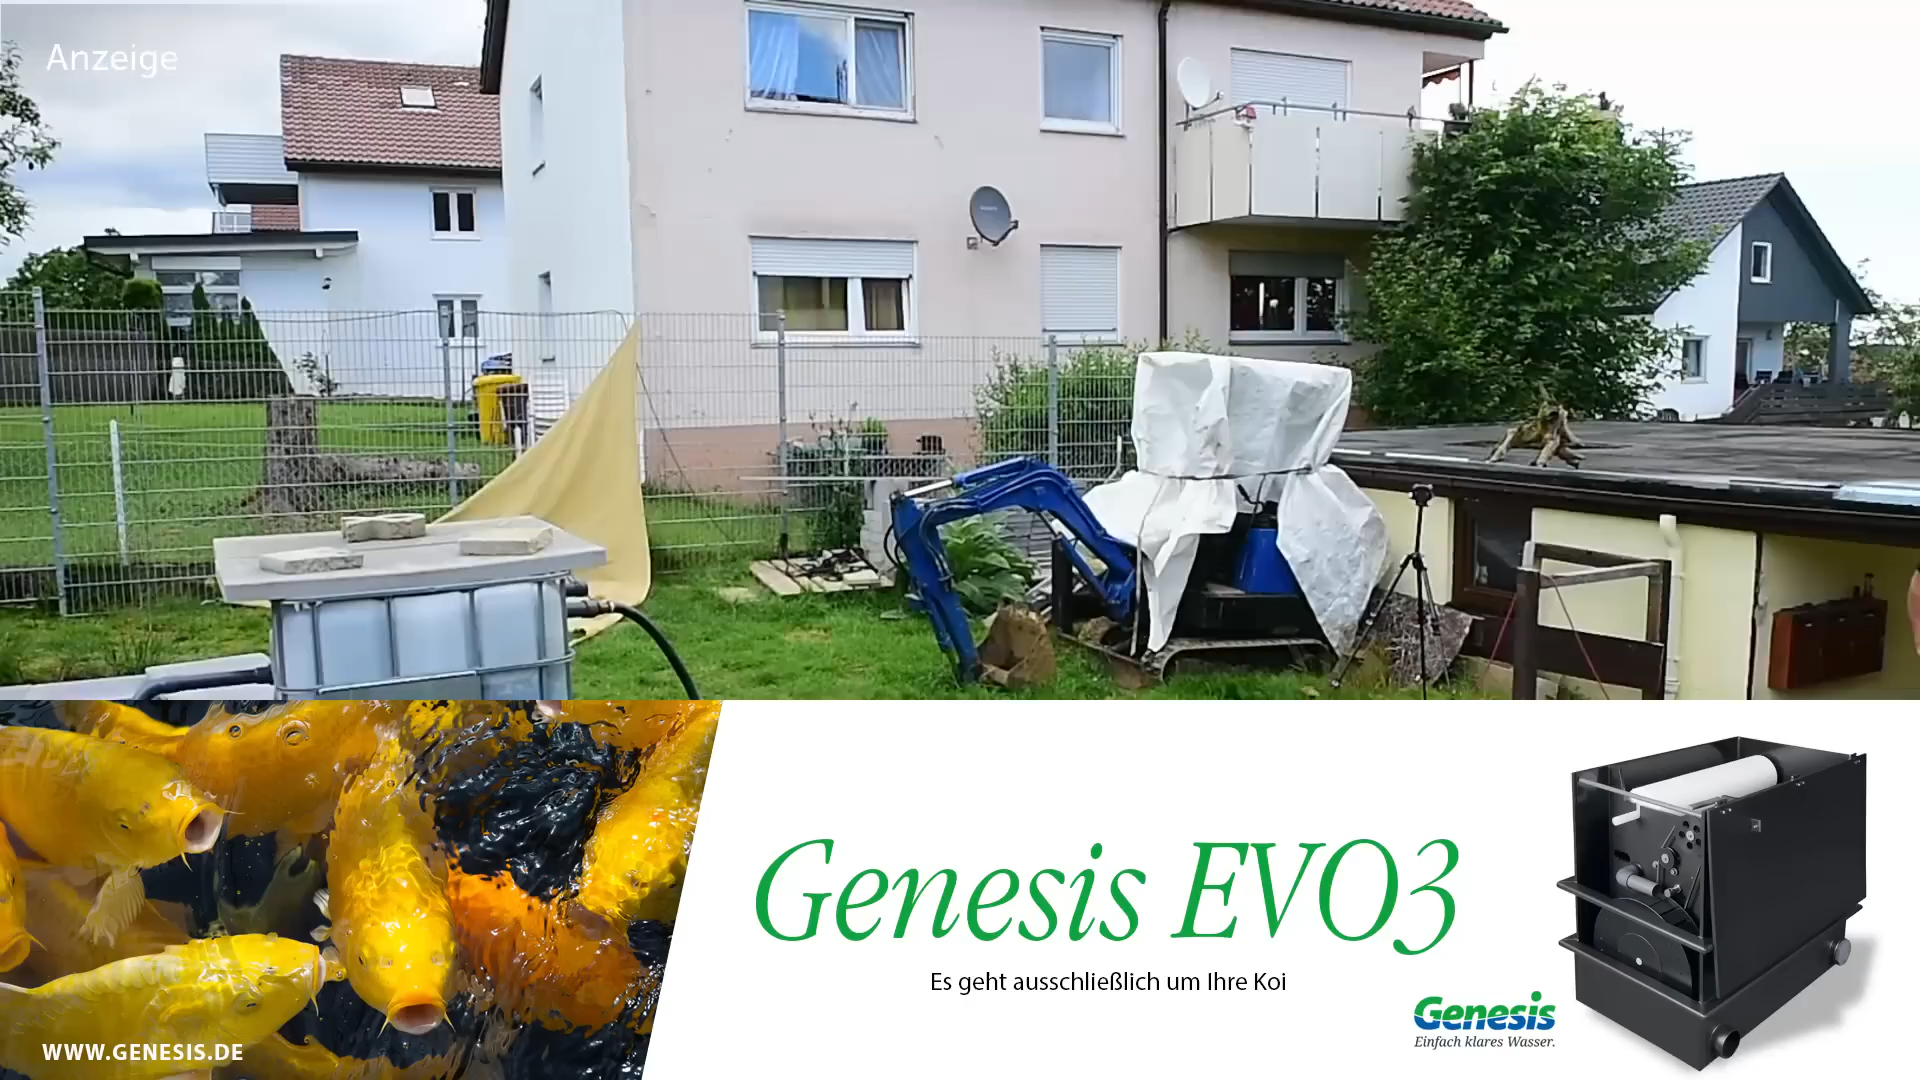 Anzeige
Genesis EVO3
Es geht ausschließlich um Ihre Koi
Genesis
Einfach klares Wasser.
WWW.GENESIS.DE